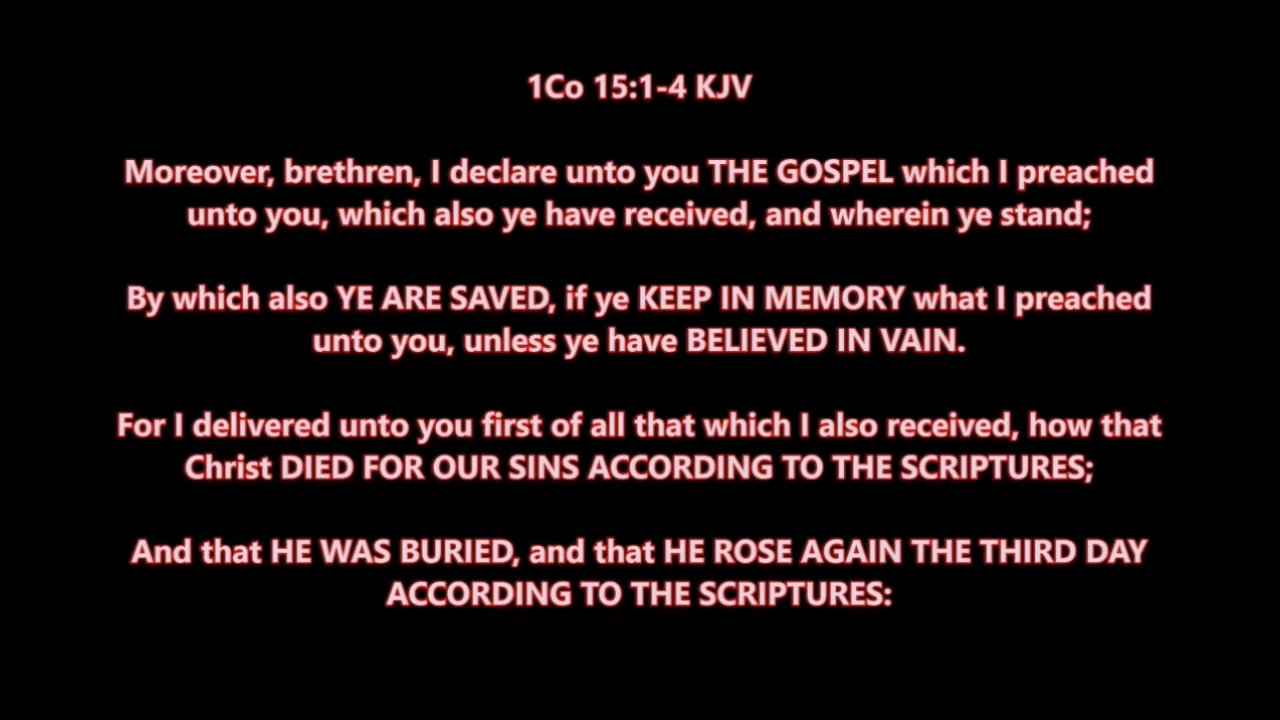 1Co 15:1-4 KJV
Moreover, brethren, I declare unto you THE GOSPEL which I preached
unto you, which also ye have received, and wherein ye stand;
By which also YE ARE SAVED, if ye KEEP IN MEMORY what I preached
unto you, unless ye have BELIEVED IN VAIN.
For I delivered unto you first of all that which I also received, how that
Christ DIED FOR OUR SINS ACCORDING TO THE SCRIPTURES;
And that HE WAS BURIED, and that HE ROSE AGAIN THE THIRD DAY
ACCORDING TO THE SCRIPTURES: